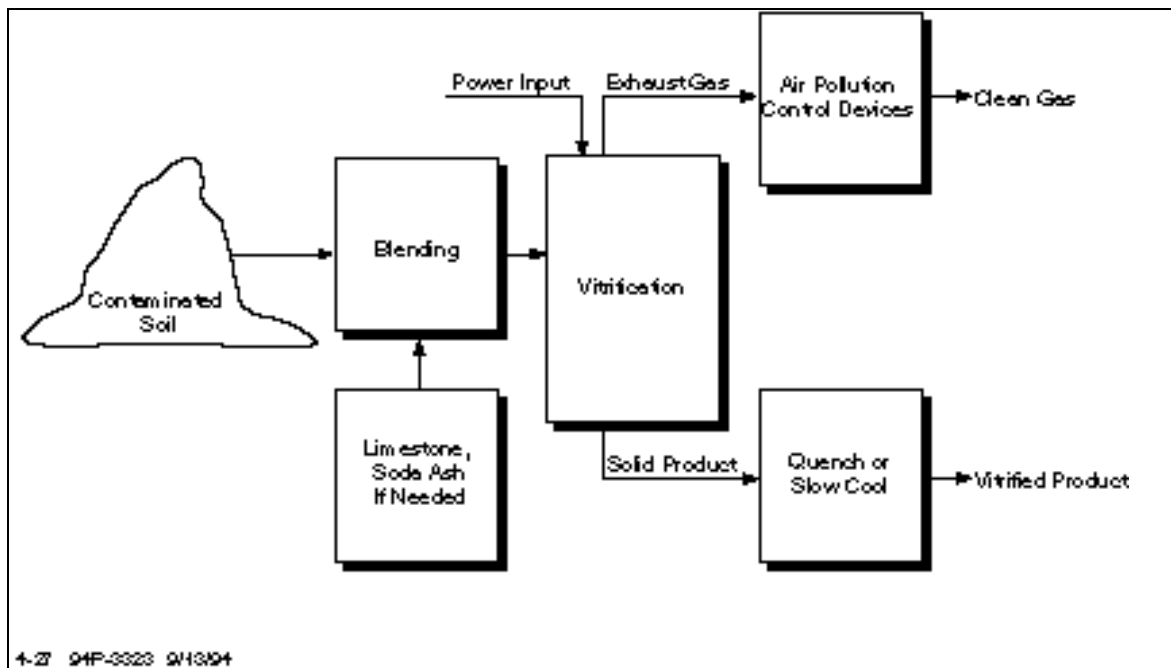 Power Input
Exhaust Gas
Air Pollution
Control Devices
Clean Gas
Blending
Vitrification
Contaminated
Soil
Limestone,
Soda Ash
If Needed
Solid Product
Quench or
Slow Cool
Vitrified Product
4-27 94P-3323 9/13/94